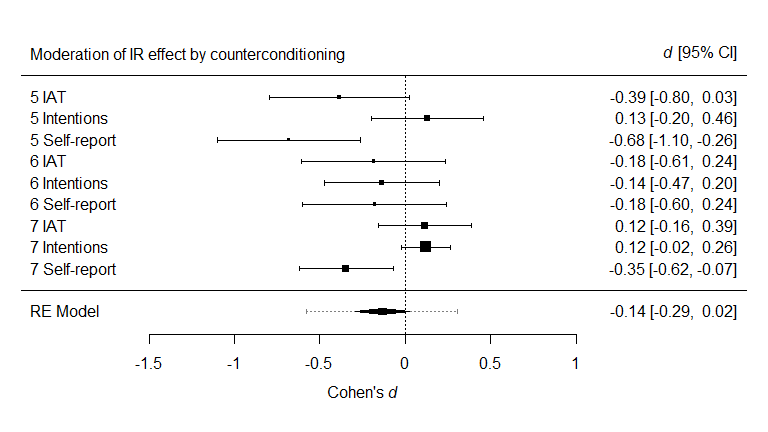 Moderation of IR effect by counterconditioning d [95% CI]
5 IAT -0.39 [-0.80, 0.03]
5 Intentions 0.13 [-0.20, 0.46]
5 Self-report -0.68 [-1.10, -0.26]
6 IAT -0.18 [-0.61, 0.24]
6 Intentions -0.14 [-0.47, 0.20]
6 Self-report -0.18 [-0.60, 0.24]
7 IAT 0.12 [-0.16, 0.39]
7 Intentions 0.12 [-0.02, 0.26]
7 Self-report -0.35 [-0.62, -0.07]
RE Model -0.14 [-0.29, 0.02]
-1.5 -1 -0.5 0 0.5 1
Cohen's d